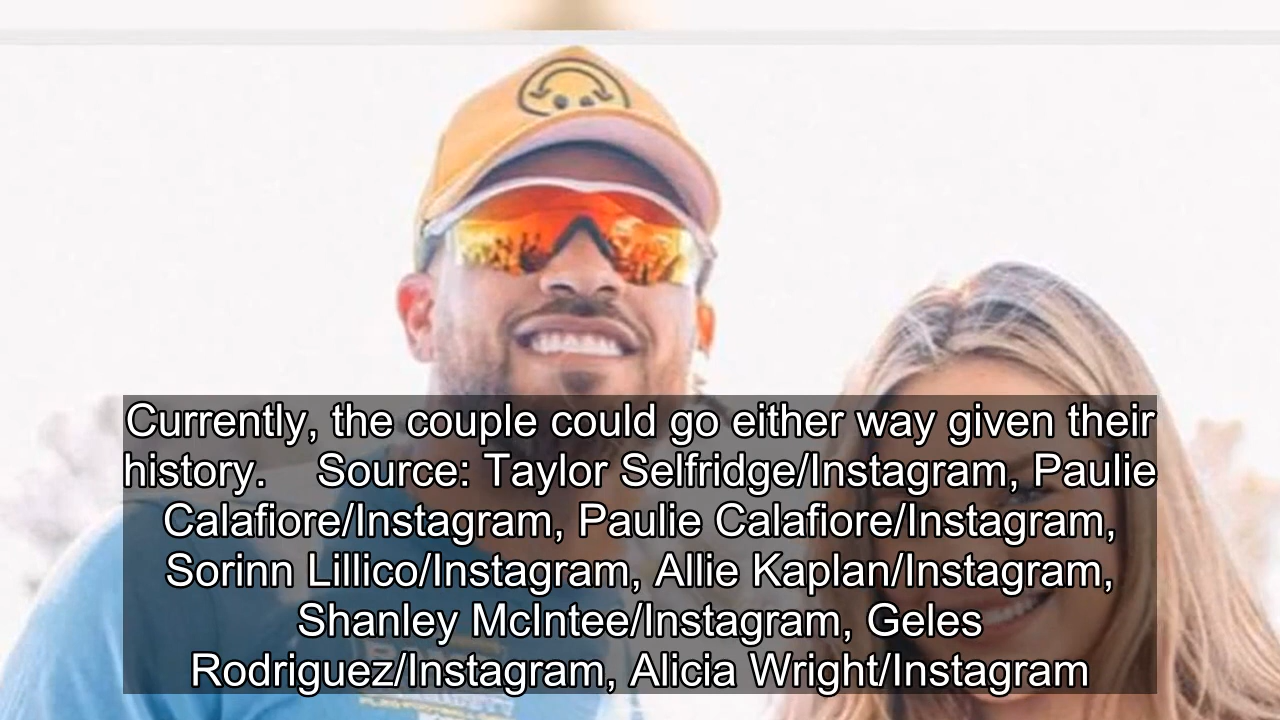 Currently, the couple could go either way given their
history.    Source: Taylor Selfridge/Instagram, Paulie
Calafiore/Instagram, Paulie Calafiore/Instagram,
Sorinn Lillico/Instagram, Allie Kaplan/Instagram,
Shanley McIntee/Instagram, Geles
Rodriguez/Instagram, Alicia Wright/Instagram